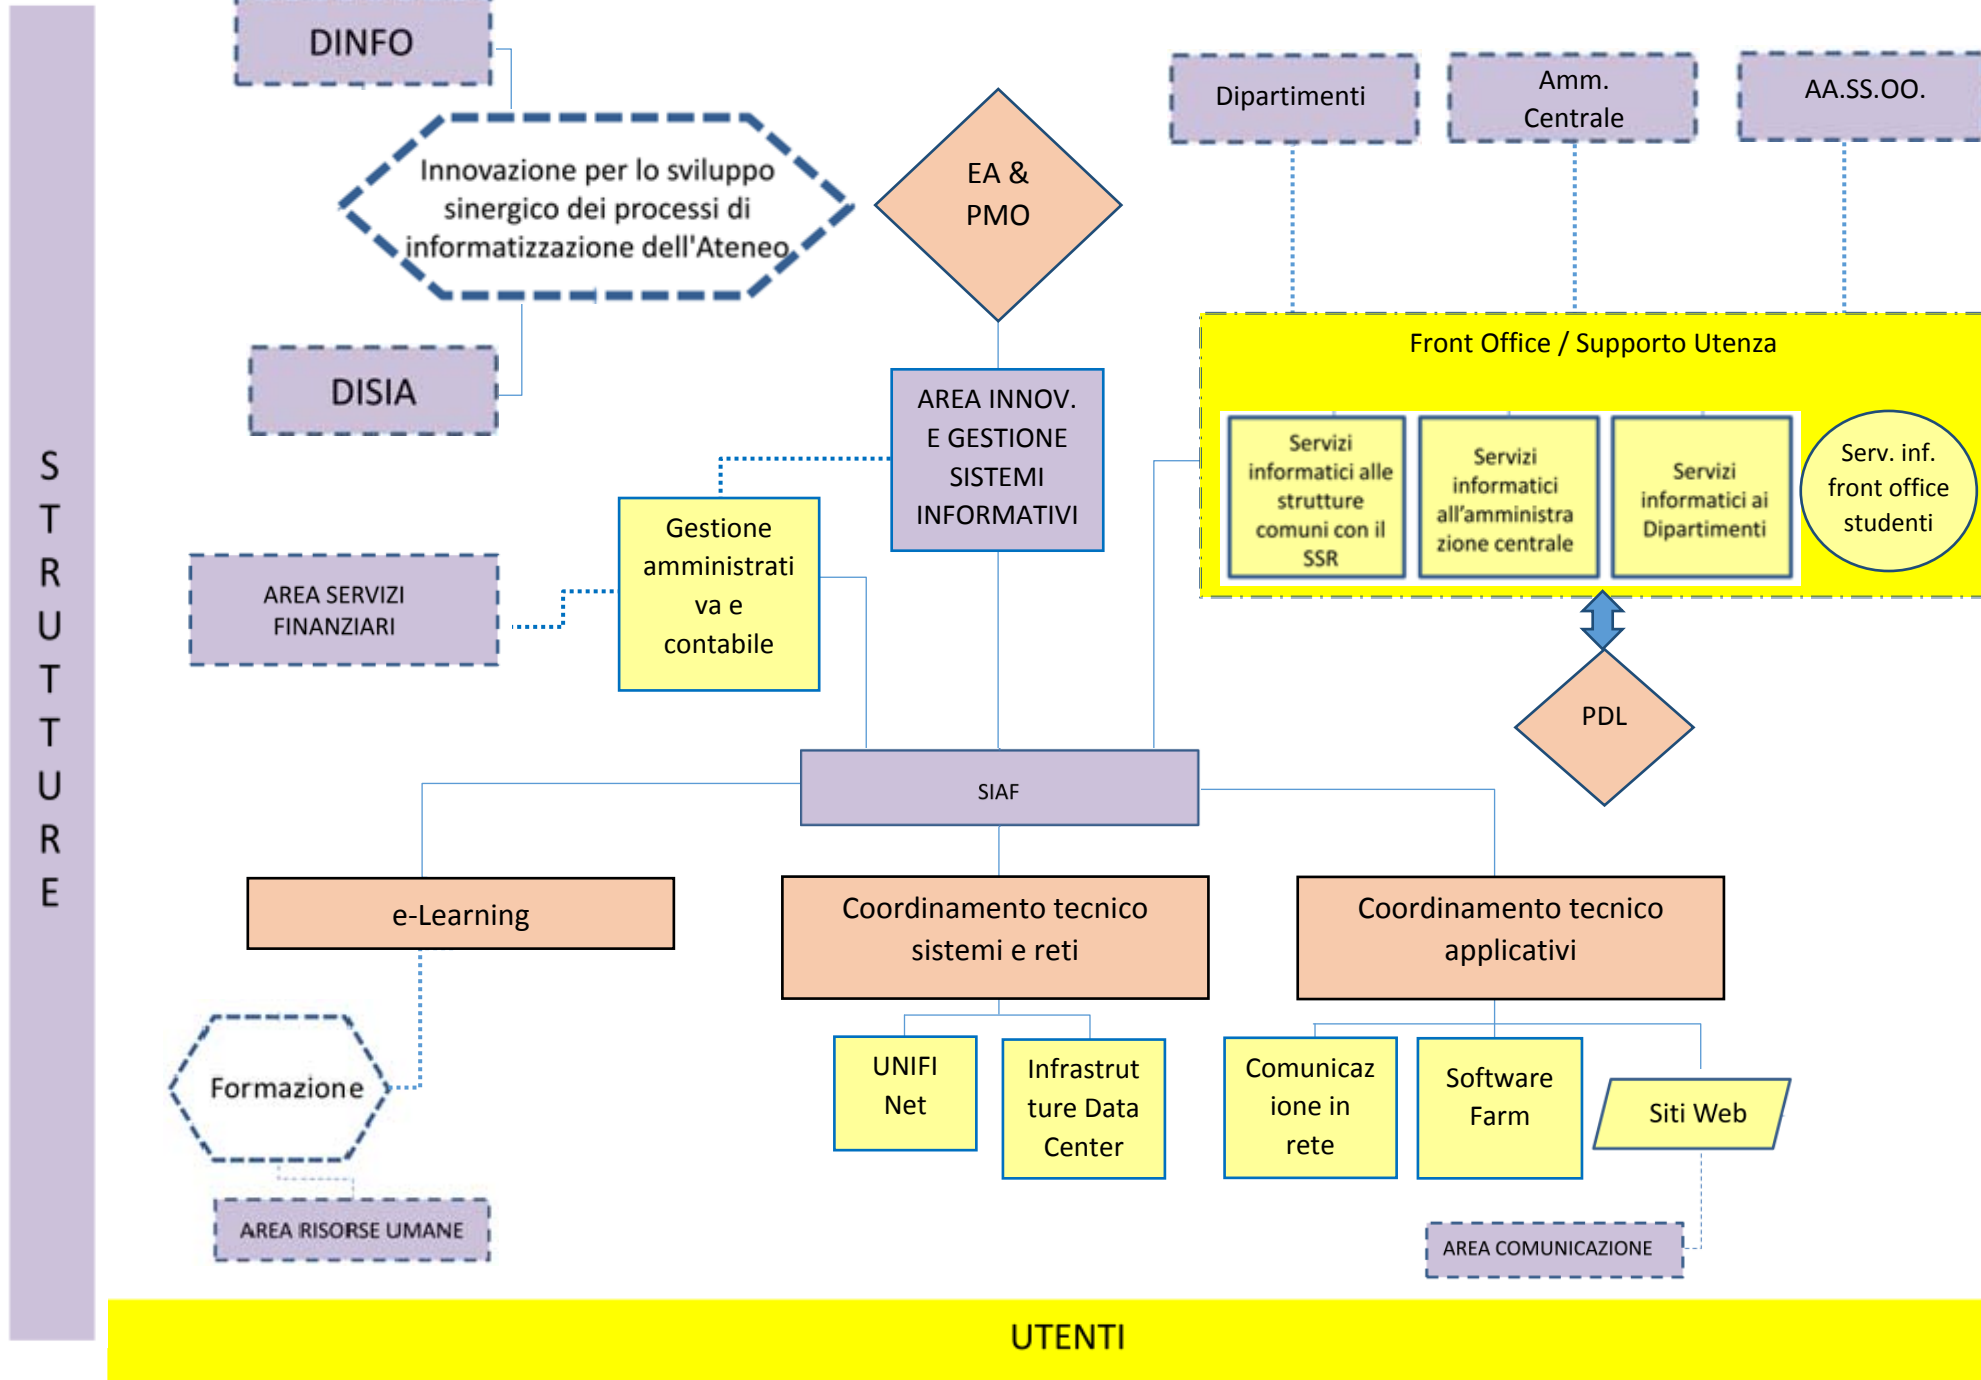 S
T
R
U
T
T
U
R
E
DINFO
Innovazione per lo sviluppo
sinergico dei processi di
informatizzazione dell'Ateneo
DISIA
EA &
PMO
Dipartimenti
Amm.
Centrale
AA.SS.OO.
AREA INNOV.
E GESTIONE
SISTEMI
INFORMATIVI
Front Office / Supporto Utenza
Servizi
informatici alle
strutture
comuni con il
SSR
Servizi
informatici
all'amministra
zione centrale
Servizi
informatici ai
Dipartimenti
Serv. inf.
front office
studenti
Gestione
amministrati
va e
contabile
AREA SERVIZI
FINANZIARI
PDL
SIAF
e-Learning
Coordinamento tecnico
sistemi e reti
Coordinamento tecnico
applicativi
Formazione
UNIFI
Net
Infrastrut
ture Data
Center
Comunicaz
ione in
rete
Software
Farm
Siti Web
AREA RISORSE UMANE
AREA COMUNICAZIONE
UTENTI